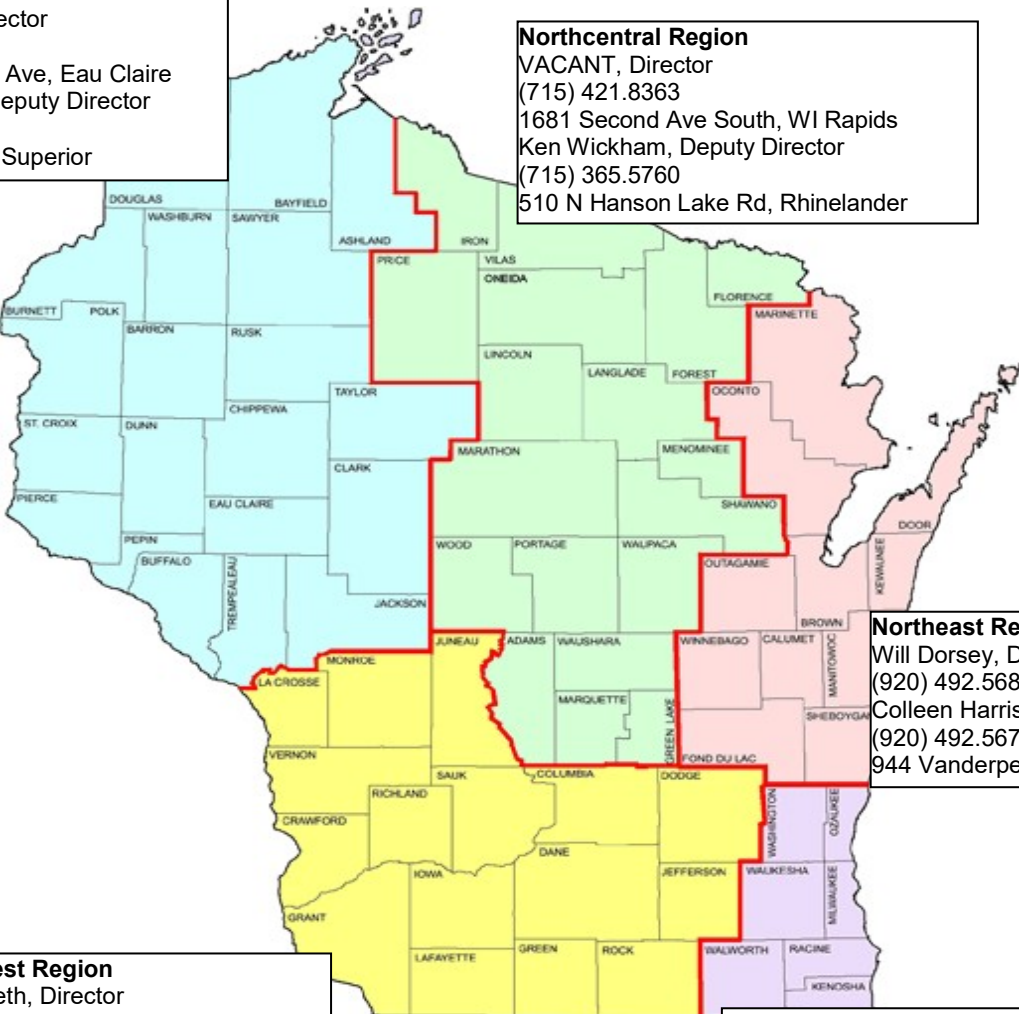 ector
Ave, Eau Claire
eputy Director
Superior
Northcentral Region
VACANT, Director
(715) 421.8363
1681 Second Ave South, WI Rapids
Ken Wickham, Deputy Director
(715) 365.5760
510 N Hanson Lake Rd, Rhinelander
DOUGLAS
BAYFIELD
WASHBURN
SAWYER
ASHLAND
IRON
PRICE
VILAS
ONEIDA
FLORENCE
BURNETT
POLK
MARINETTE
BARRON
RUSK
LINCOLN
LANGLADE
FOREST
TAYLOR
OCONTO
CHIPPEWA
ST. CROIX
DUNN
MARATHON
MENOMINEE
CLARK
PIERCE
EAU CLAIRE
SHAWANO
DOOR
PEPIN
WOOD
PORTAGE
WAUPACA
BUFFALO
TREMPEALEAU
OUTAGAMIE
KEWAUNEE
JACKSON
BROWN
JUNEAU
ADAMS
WAUSHARA
WINNEBAGO
CALUMET
MANITOWOC
Northeast Re
Will Dorsey, D
(920) 492.568
Colleen Harris
(920) 492.567
944 Vanderpe
MONROE
LA CROSSE
MARQUETTE
GREEN LAKE
SHEBOYGA
VERNON
FOND DU LAC
SAUK
COLUMBIA
DODGE
RICHLAND
WASHINGTON
OZAUKEE
CRAWFORD
DANE
IOWA
JEFFERSON
WAUKESHA
MILWAUKEE
GRANT
LAFAYETTE
GREEN
ROCK
WALWORTH
RACINE
KENOSHA
est Region
eth, Director